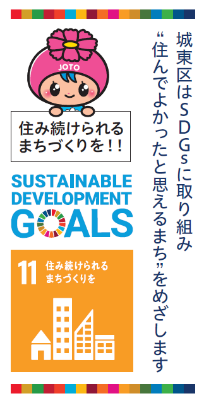 城東区はSDGsに取り組み
“住んでよかったと思えるまち”をめざします
JOTO
住み続けられる
まちづくりを!!
SUSTAINABLE
DEVELOPMENT
GOALS
11 住み続けられる
まちづくりを